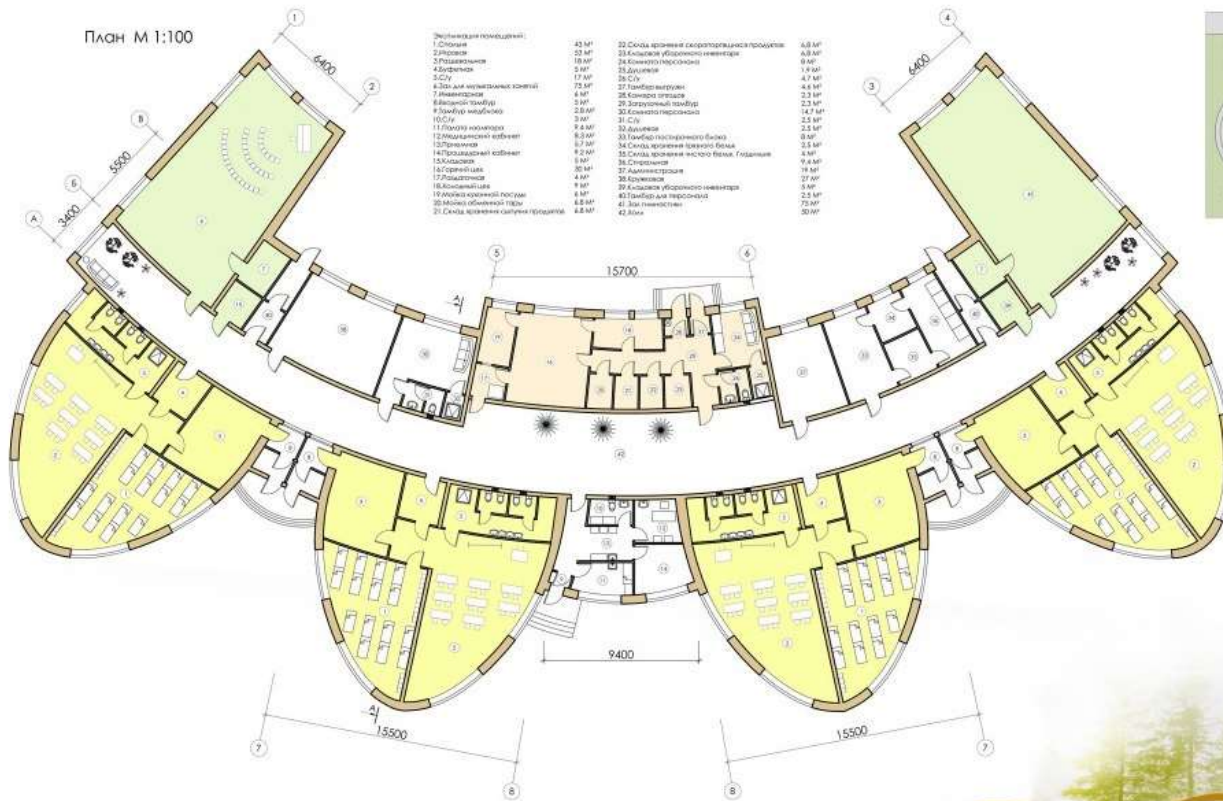 План М 1:100
Экспликация помещений:
1.Спальня 43 М²
2.Игровая 52 М²
3.Раздевальная 18 М²
4.Буфетная 5 М²
5.С/у 17 М²
6.Зал для музыкальных занятий 75 М²
7.Инвентарная 6 М²
8.Входной тамбур 5 М²
9.Тамбур медблока 2.8 М²
10.С/у 3 М²
11.Палата изолятора 9.4 М²
12.Медицинский кабинет 8.3 М²
13.Приемная 5.7 М²
14.Процедурный кабинет 9.2 М²
15.Кладовая 5 М²
16.Горячий цех 30 М²
17.Раздаточная 4 М²
18.Холодный цех 9 М²
19.Мойка кухонной посуды 6 М²
20.Мойка обменной тары 6.8 М²
21.Склад хранения сыпучих продуктов 6.8 М²
22.Склад хранения скоропортящихся продуктов 6,8 М²
23.Кладовая уборочного инвентаря 6,8 М²
24.Комната персонала 8 М²
25.Душевая 1,9 М²
26.С/у 4,7 М²
27.Тамбур выгрузки 4,6 М²
28.Камера отходов 2,3 М²
29.Загрузочный тамбур 2,3 М²
30.Комната персонала 14,7 М²
31.С/у 2,5 М²
32.Душевая 2,5 М²
33.Тамбур постирочного блока 8 М²
34.Склад хранения грязного белья 2,5 М²
35.Склад хранения чистого белья. Гладильня 4 М²
36.Стиральная 9,4 М²
37.Администрация 19 М²
38.Кружковая 27 М²
39.Кладовая уборочного инвентаря 5 М²
40.Тамбур для персонала 2,5 М²
41.Зал гимнастики 75 М²
42.Холл 50 М²
1
2
6400
4
3
6400
В
Б
А
5500
3400
5
6
15700
А
9400
А
15500
15500
7
8
8
7